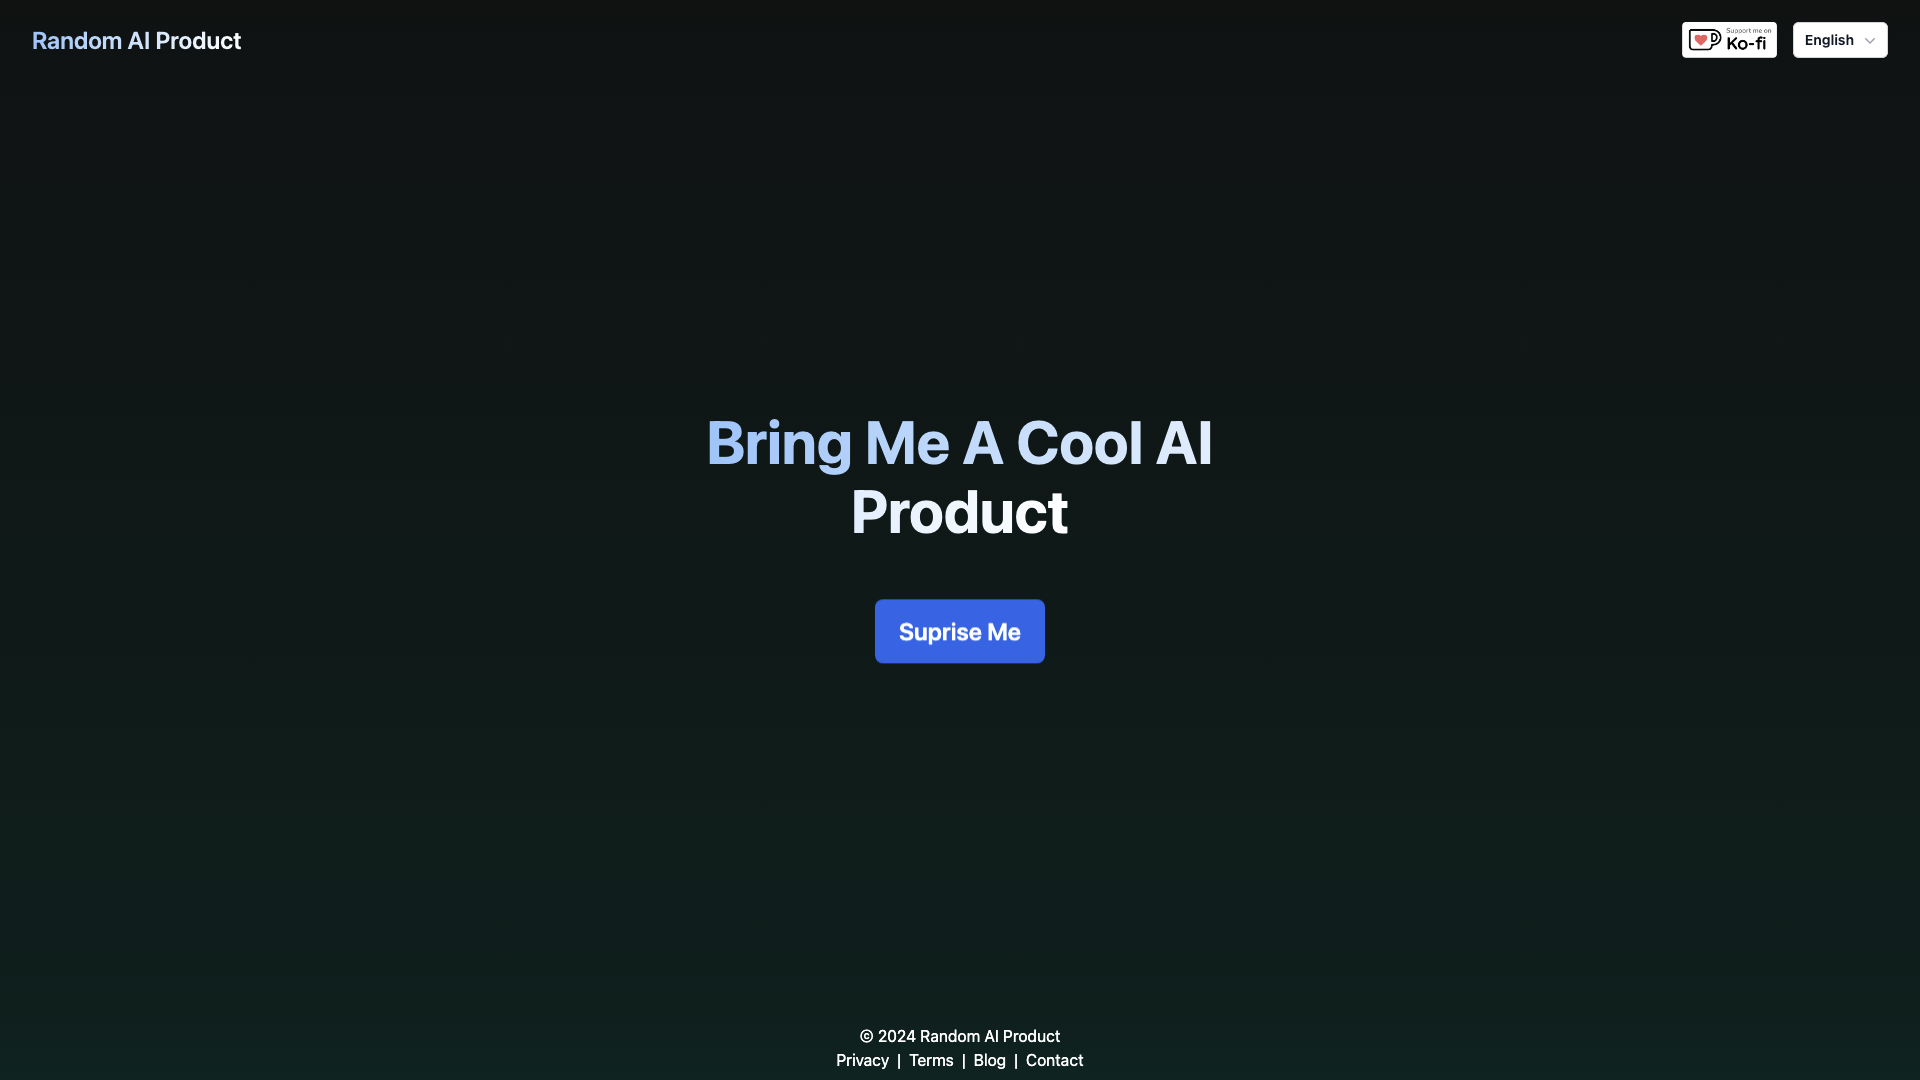 Random AI Product
Support me on
Ko-fi
English
Bring Me A Cool AI
Product
Suprise Me
© 2024 Random AI Product
Privacy | Terms | Blog | Contact